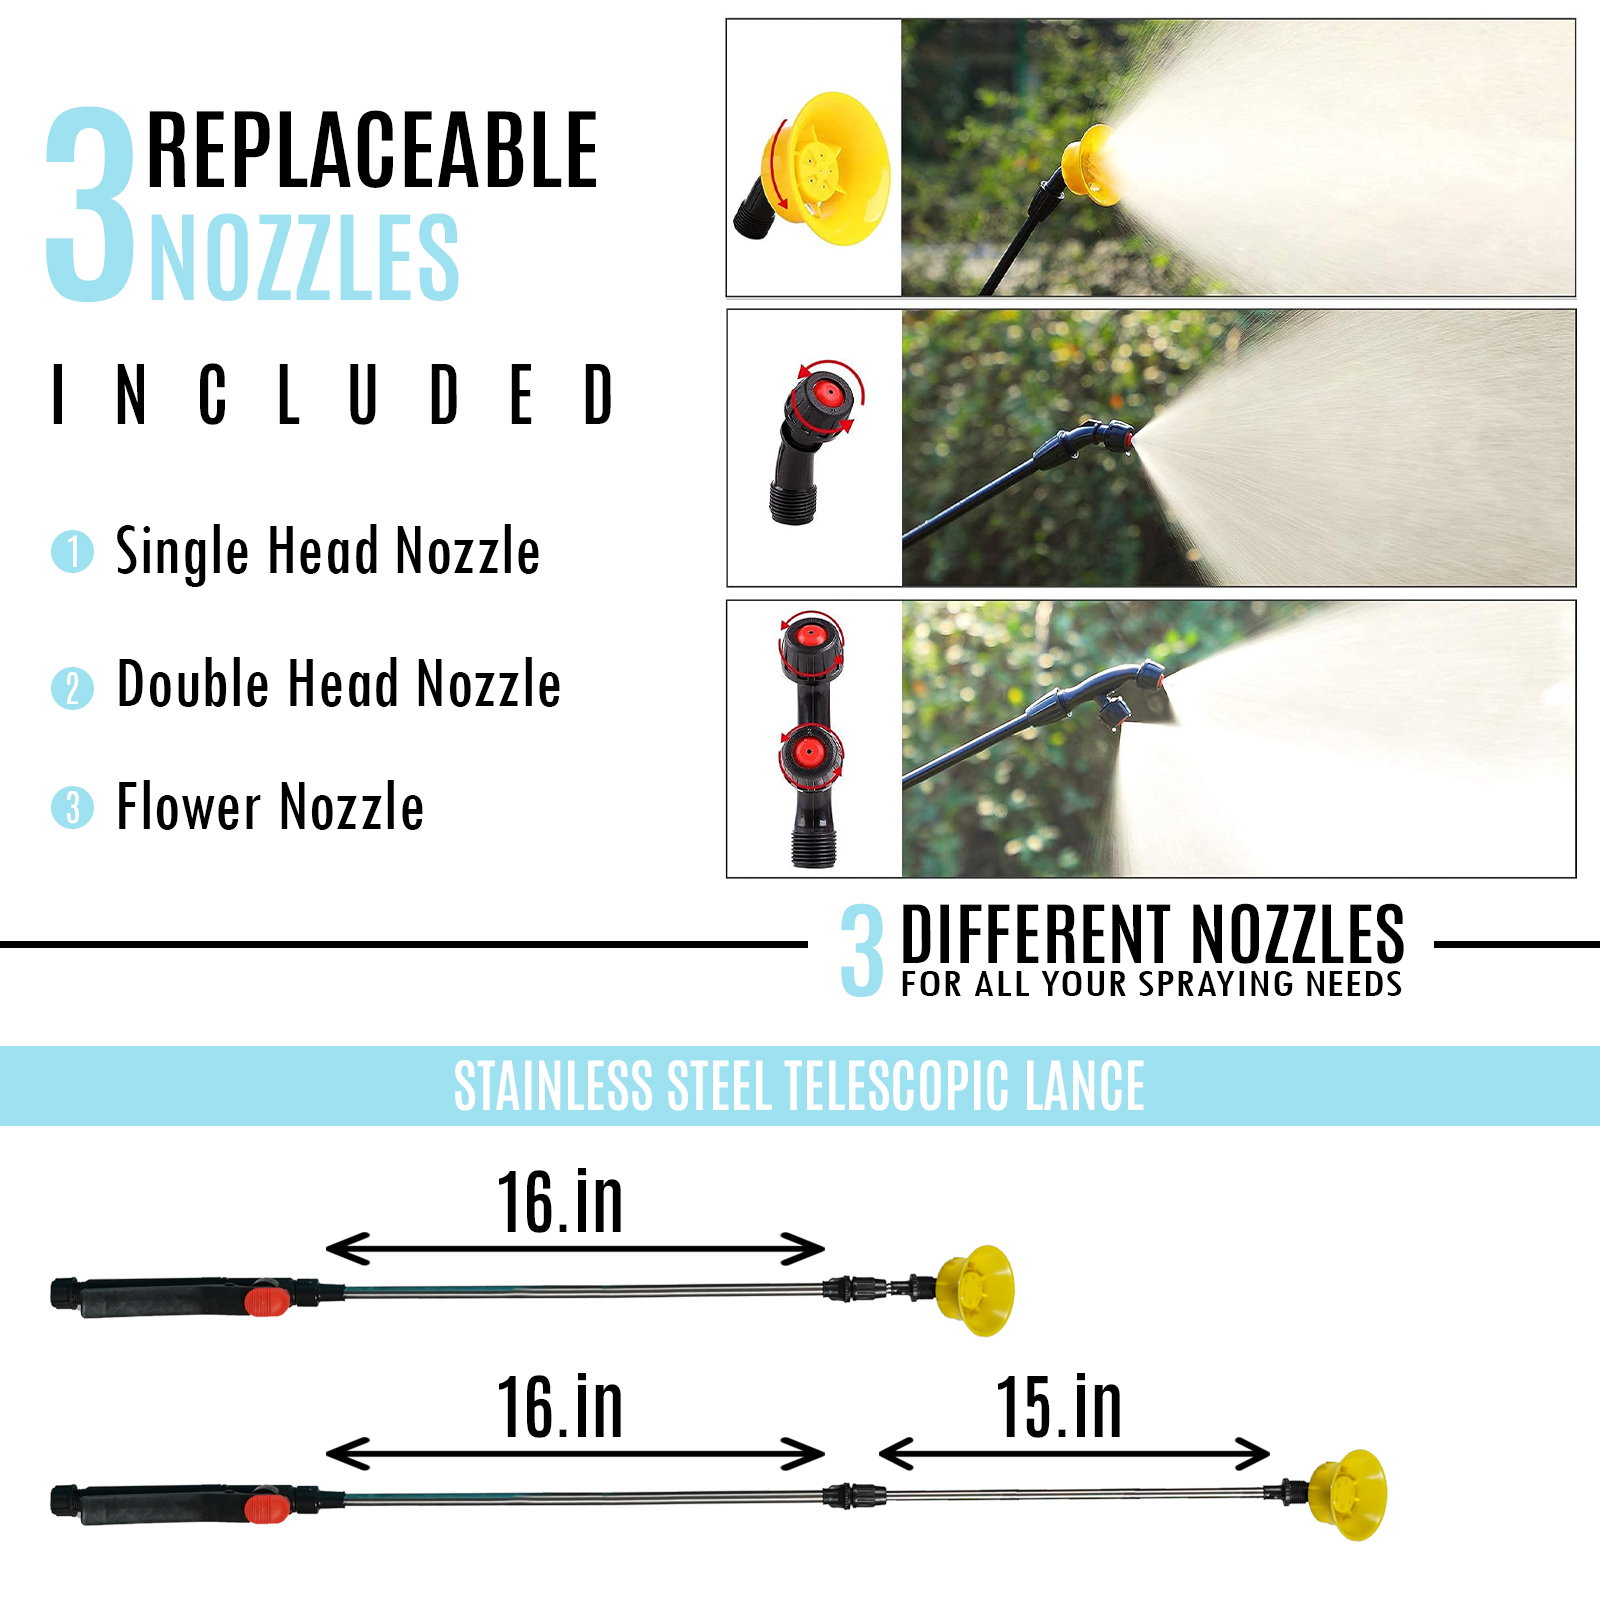 3 REPLACEABLE
NOZZLES
INCLUDED
1 Single Head Nozzle
2 Double Head Nozzle
3 Flower Nozzle
3 DIFFERENT NOZZLES
FOR ALL YOUR SPRAYING NEEDS
STAINLESS STEEL TELESCOPIC LANCE
16.in
16.in 15.in